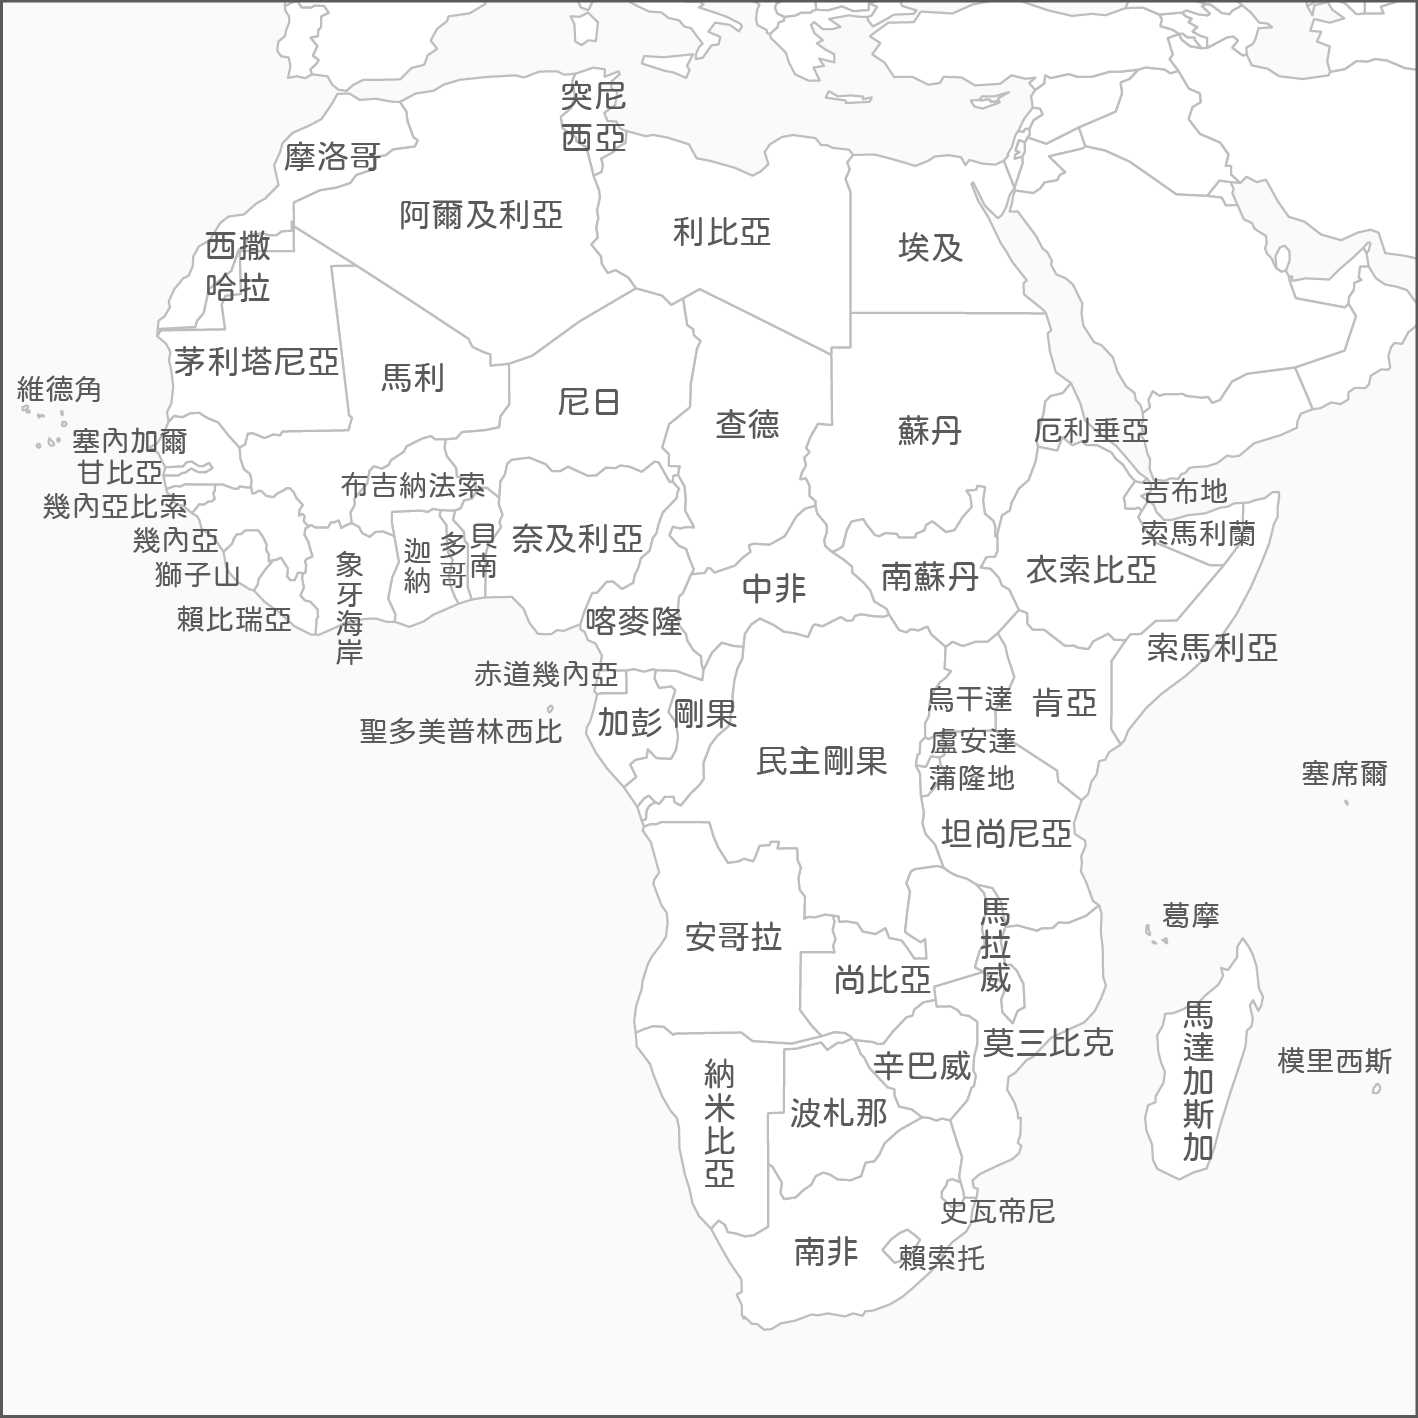 突尼
西亞
摩洛哥
阿爾及利亞
利比亞
埃及
西撒
哈拉
茅利塔尼亞
馬利
尼日
查德
蘇丹
厄利垂亞
維德角
塞內加爾
甘比亞
幾內亞比索
幾內亞
獅子山
賴比瑞亞
布吉納法索
象牙海岸
迦納
多哥
貝南
奈及利亞
吉布地
索馬利蘭
衣索比亞
南蘇丹
中非
喀麥隆
索馬利亞
赤道幾內亞
聖多美普林西比
加彭
剛果
民主剛果
烏干達
肯亞
盧安達
蒲隆地
坦尚尼亞
塞席爾
葛摩
安哥拉
尚比亞
馬拉威
莫三比克
馬達加斯加
模里西斯
辛巴威
納米比亞
波札那
史瓦帝尼
南非
賴索托